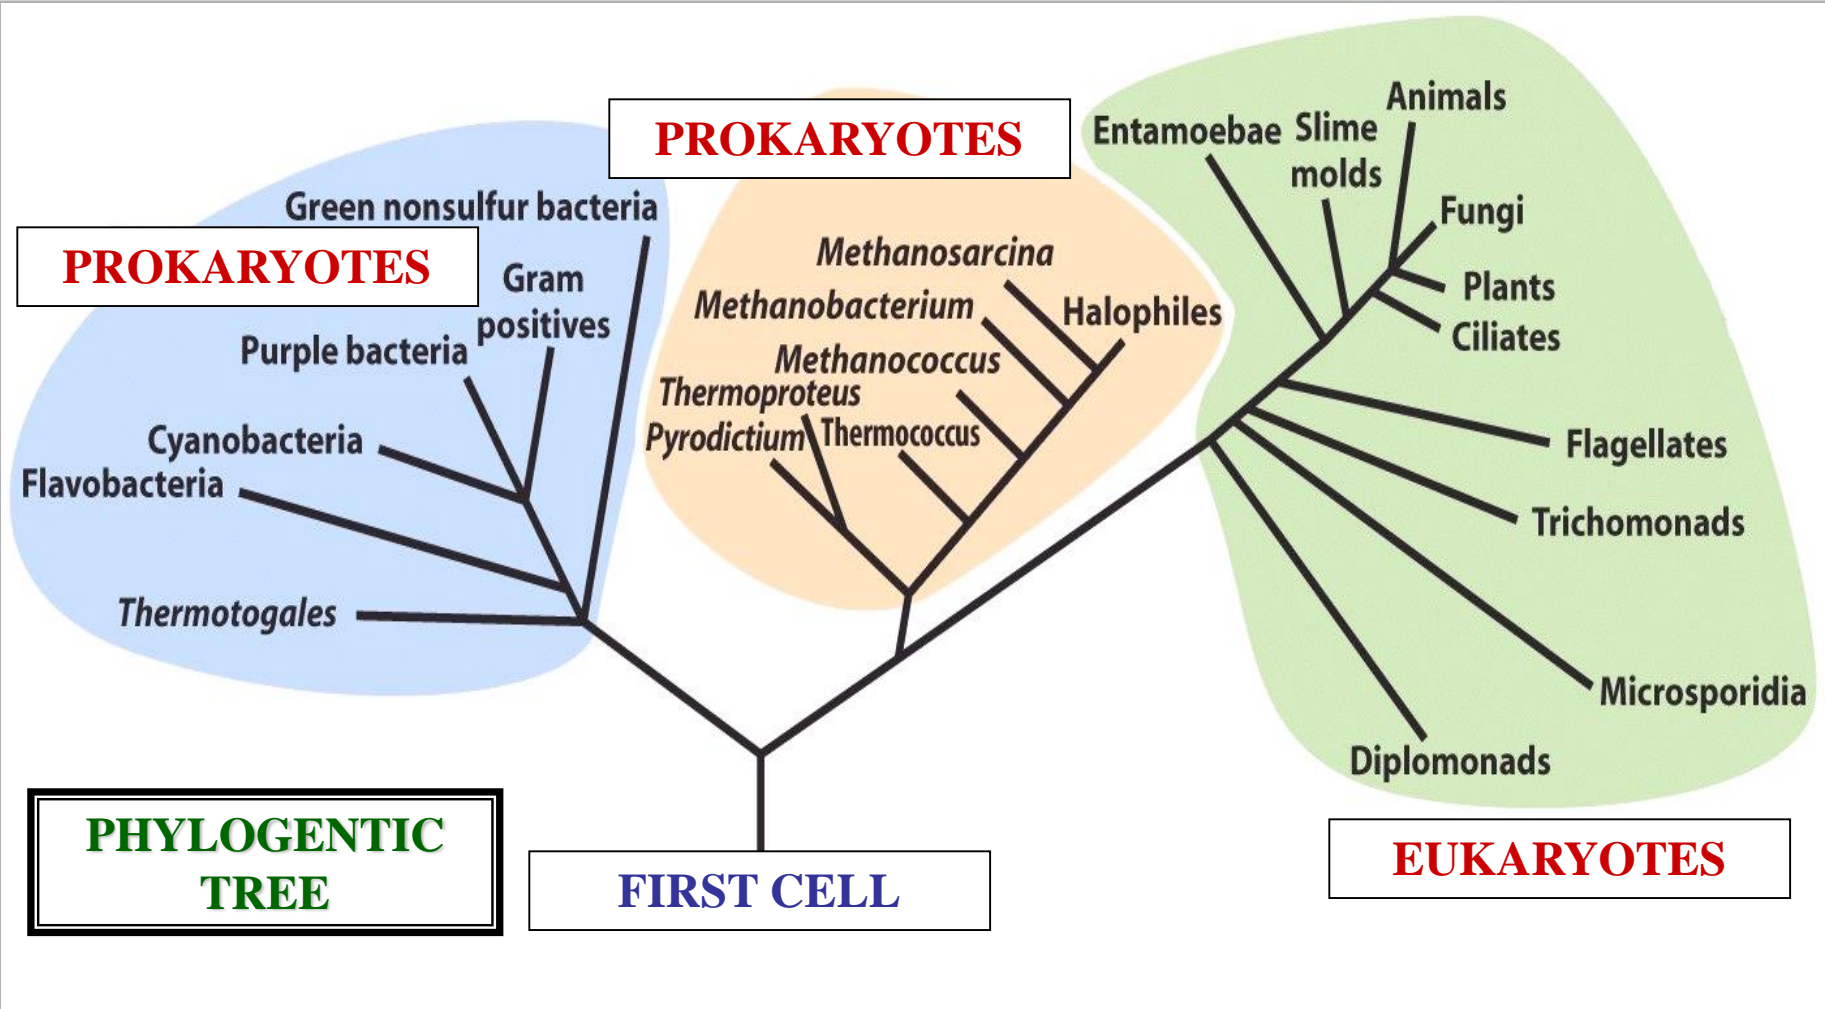 PROKARYOTES
Green nonsulfur bacteria
Gram
positives
Purple bacteria
Cyanobacteria
Flavobacteria
Thermotogales
PROKARYOTES
Methanosarcina
Methanobacterium
Halophiles
Methanococcus
Thermoproteus
Pyrodictium
Thermococcus
Entamoebae
Slime
molds
Animals
Fungi
Plants
Ciliates
Flagellates
Trichomonads
Microsporidia
Diplomonads
EUKARYOTES
PHYLOGENTIC
TREE
FIRST CELL